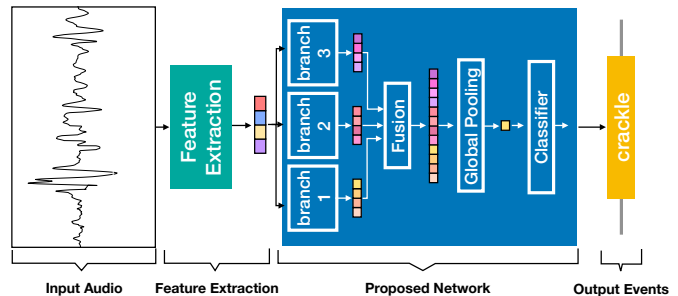 Feature
Extraction
branch
3
branch
2
branch
1
Fusion
Global Pooling
Classifier
crackle
Input Audio
Feature Extraction
Proposed Network
Output Events